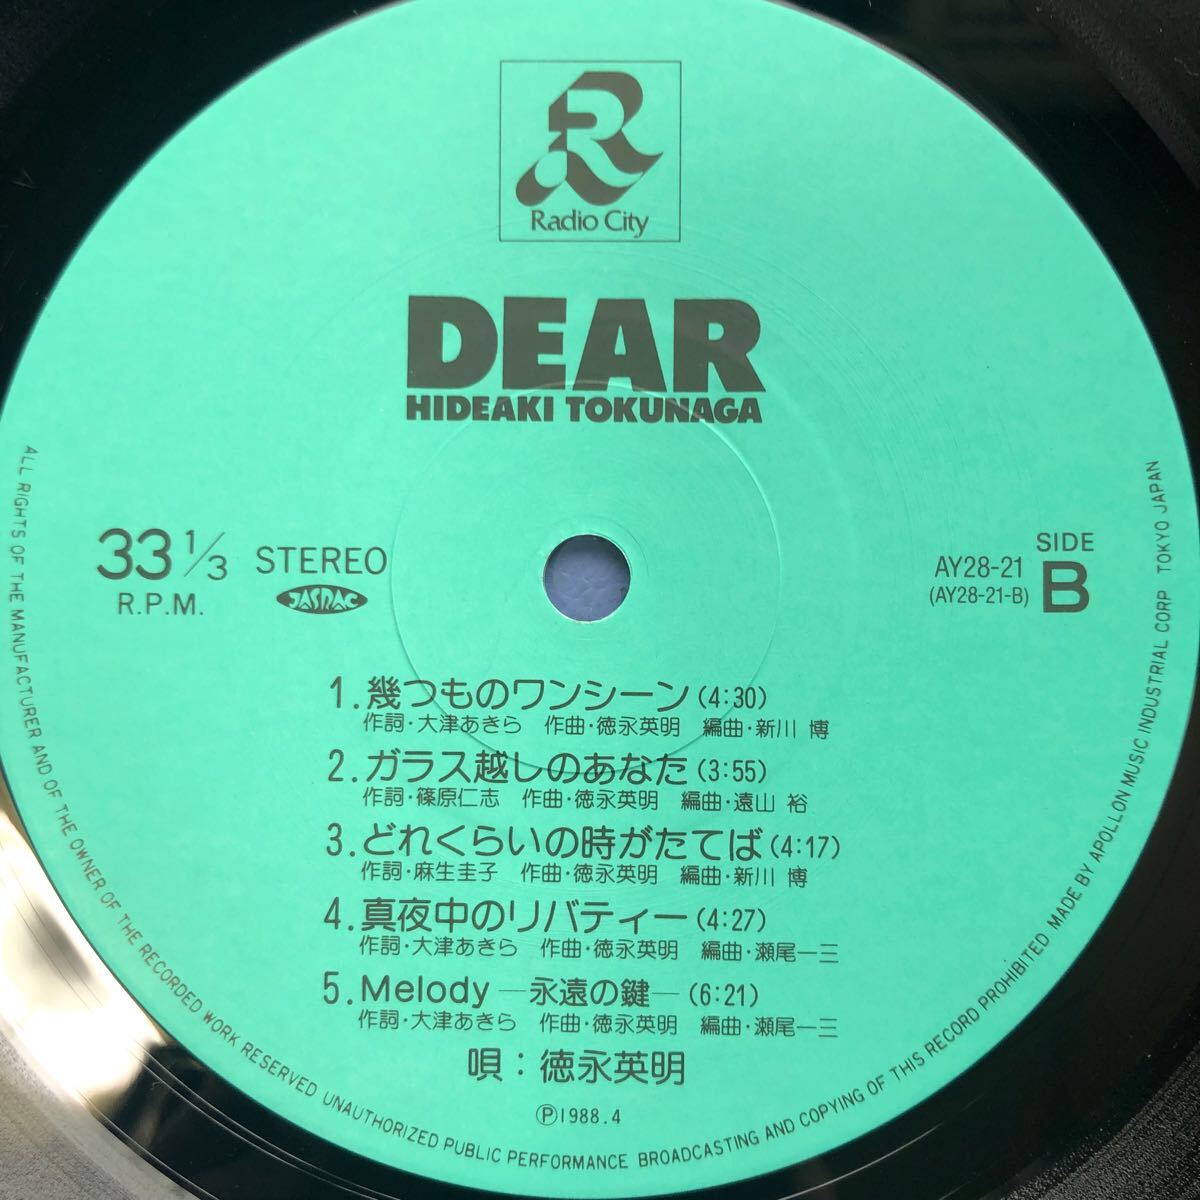 R
Radio City
DEAR
HIDEAKI TOKUNAGA
33 1/3
R.P.M.
STEREO
JASRAC
AY28-21
(AY28-21-B)
SIDE
B
1.幾つものワンシーン(4:30)
作詞・大津あきら 作曲・徳永英明 編曲・新川 博
2.ガラス越しのあなた(3:55)
作詞・篠原仁志 作曲・徳永英明 編曲・遠山 裕
3.どれくらいの時がたてば(4:17)
作詞・麻生圭子 作曲・徳永英明 編曲・新川 博
4.真夜中のリバティー(4:27)
作詞・大津あきら 作曲・徳永英明 編曲・瀬尾一三
5.Melody ―永遠の鍵―(6:21)
作詞・大津あきら 作曲・徳永英明 編曲・瀬尾一三
唄：徳永英明
Ⓟ1988.4
ALL RIGHTS OF THE MANUFACTURER AND OF THE OWNER OF THE RECORDED WORK RESERVED UNAUTHORIZED PUBLIC PERFORMANCE BROADCASTING AND COPYING OF THIS RECORD PROHIBITED MADE BY APOLLON MUSIC INDUSTRIAL CORP TOKYO JAPAN